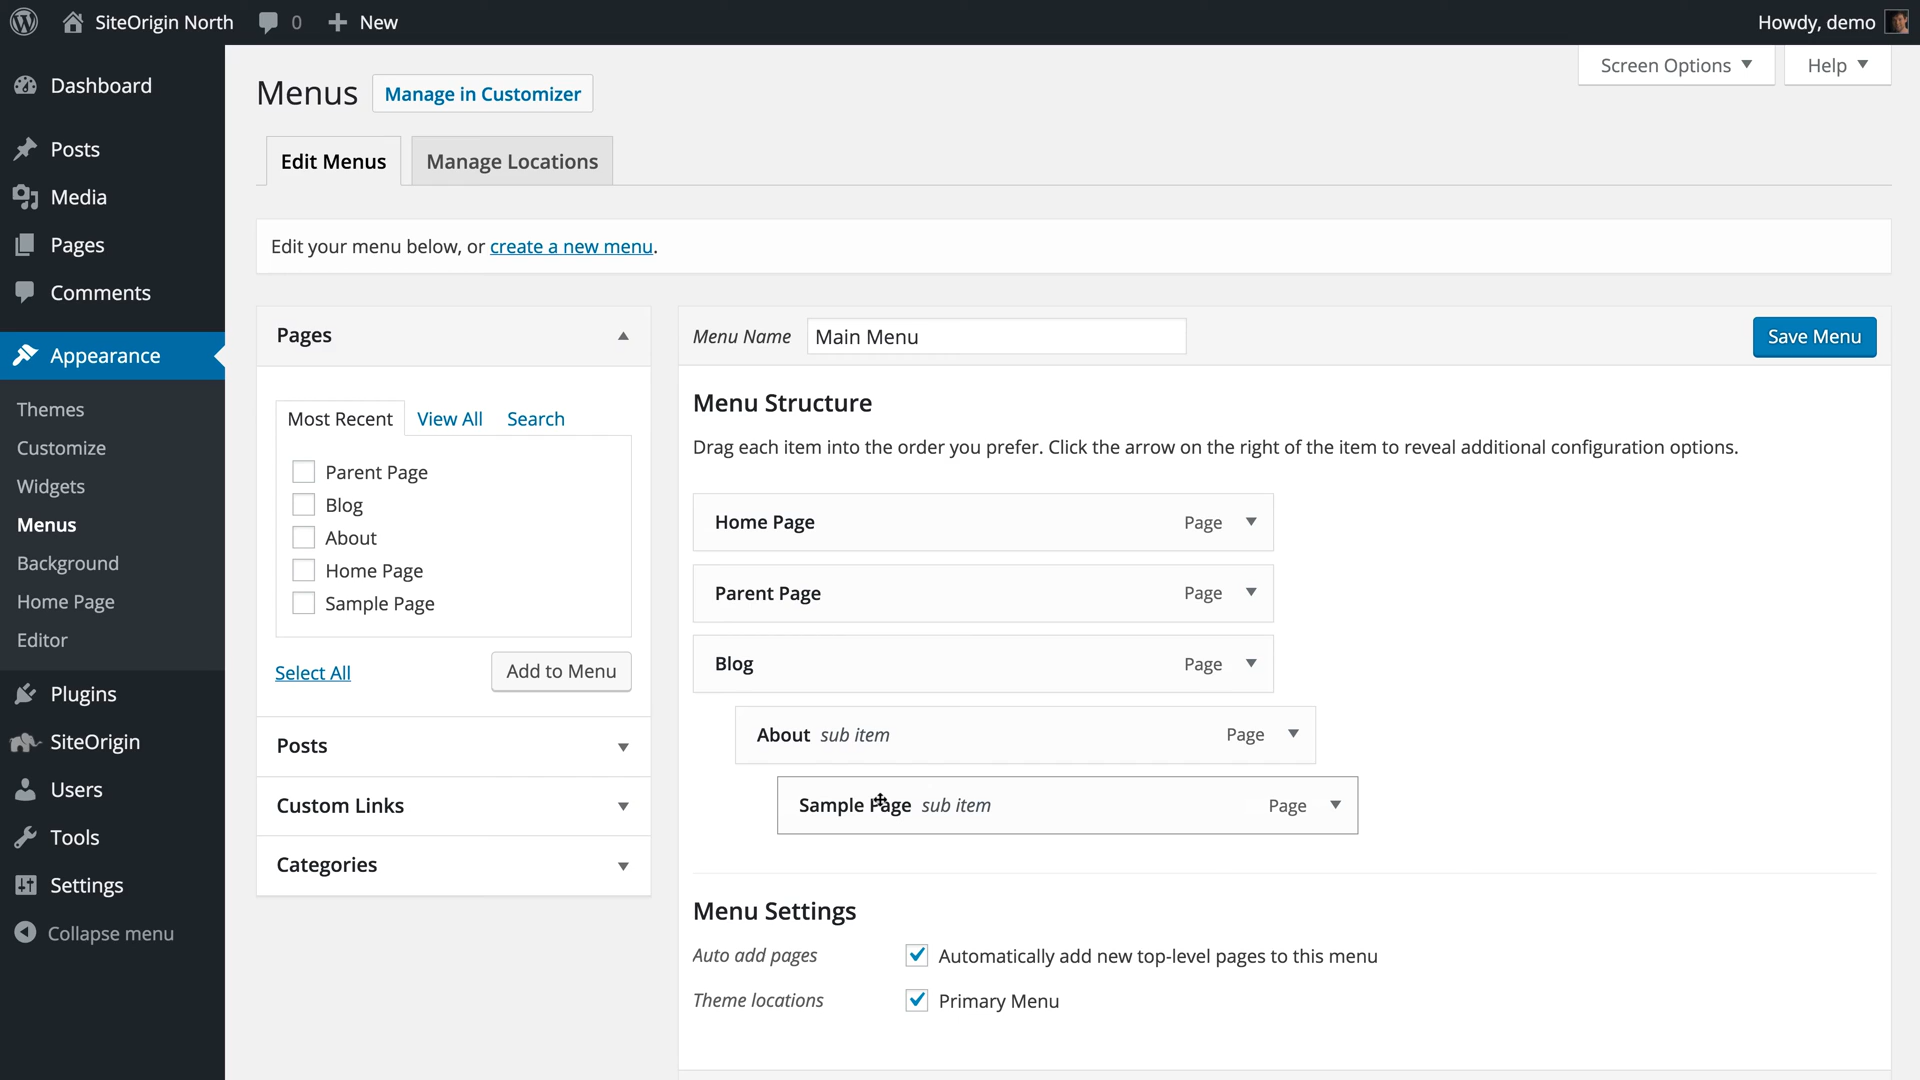 SiteOrigin North 0 New Howdy, demo
Screen Options Help
Dashboard
Posts
Media
Pages
Comments
Appearance
Themes
Customize
Widgets
Menus
Background
Home Page
Editor
Plugins
SiteOrigin
Users
Tools
Settings
Collapse menu
Menus Manage in Customizer
Edit Menus Manage Locations
Edit your menu below, or create a new menu.
Pages
Most Recent View All Search
Parent Page
Blog
About
Home Page
Sample Page
Select All Add to Menu
Posts
Custom Links
Categories
Menu Name Main Menu Save Menu
Menu Structure
Drag each item into the order you prefer. Click the arrow on the right of the item to reveal additional configuration options.
Home Page Page
Parent Page Page
Blog Page
About sub item Page
Sample Page sub item Page
Menu Settings
Auto add pages Automatically add new top-level pages to this menu
Theme locations Primary Menu